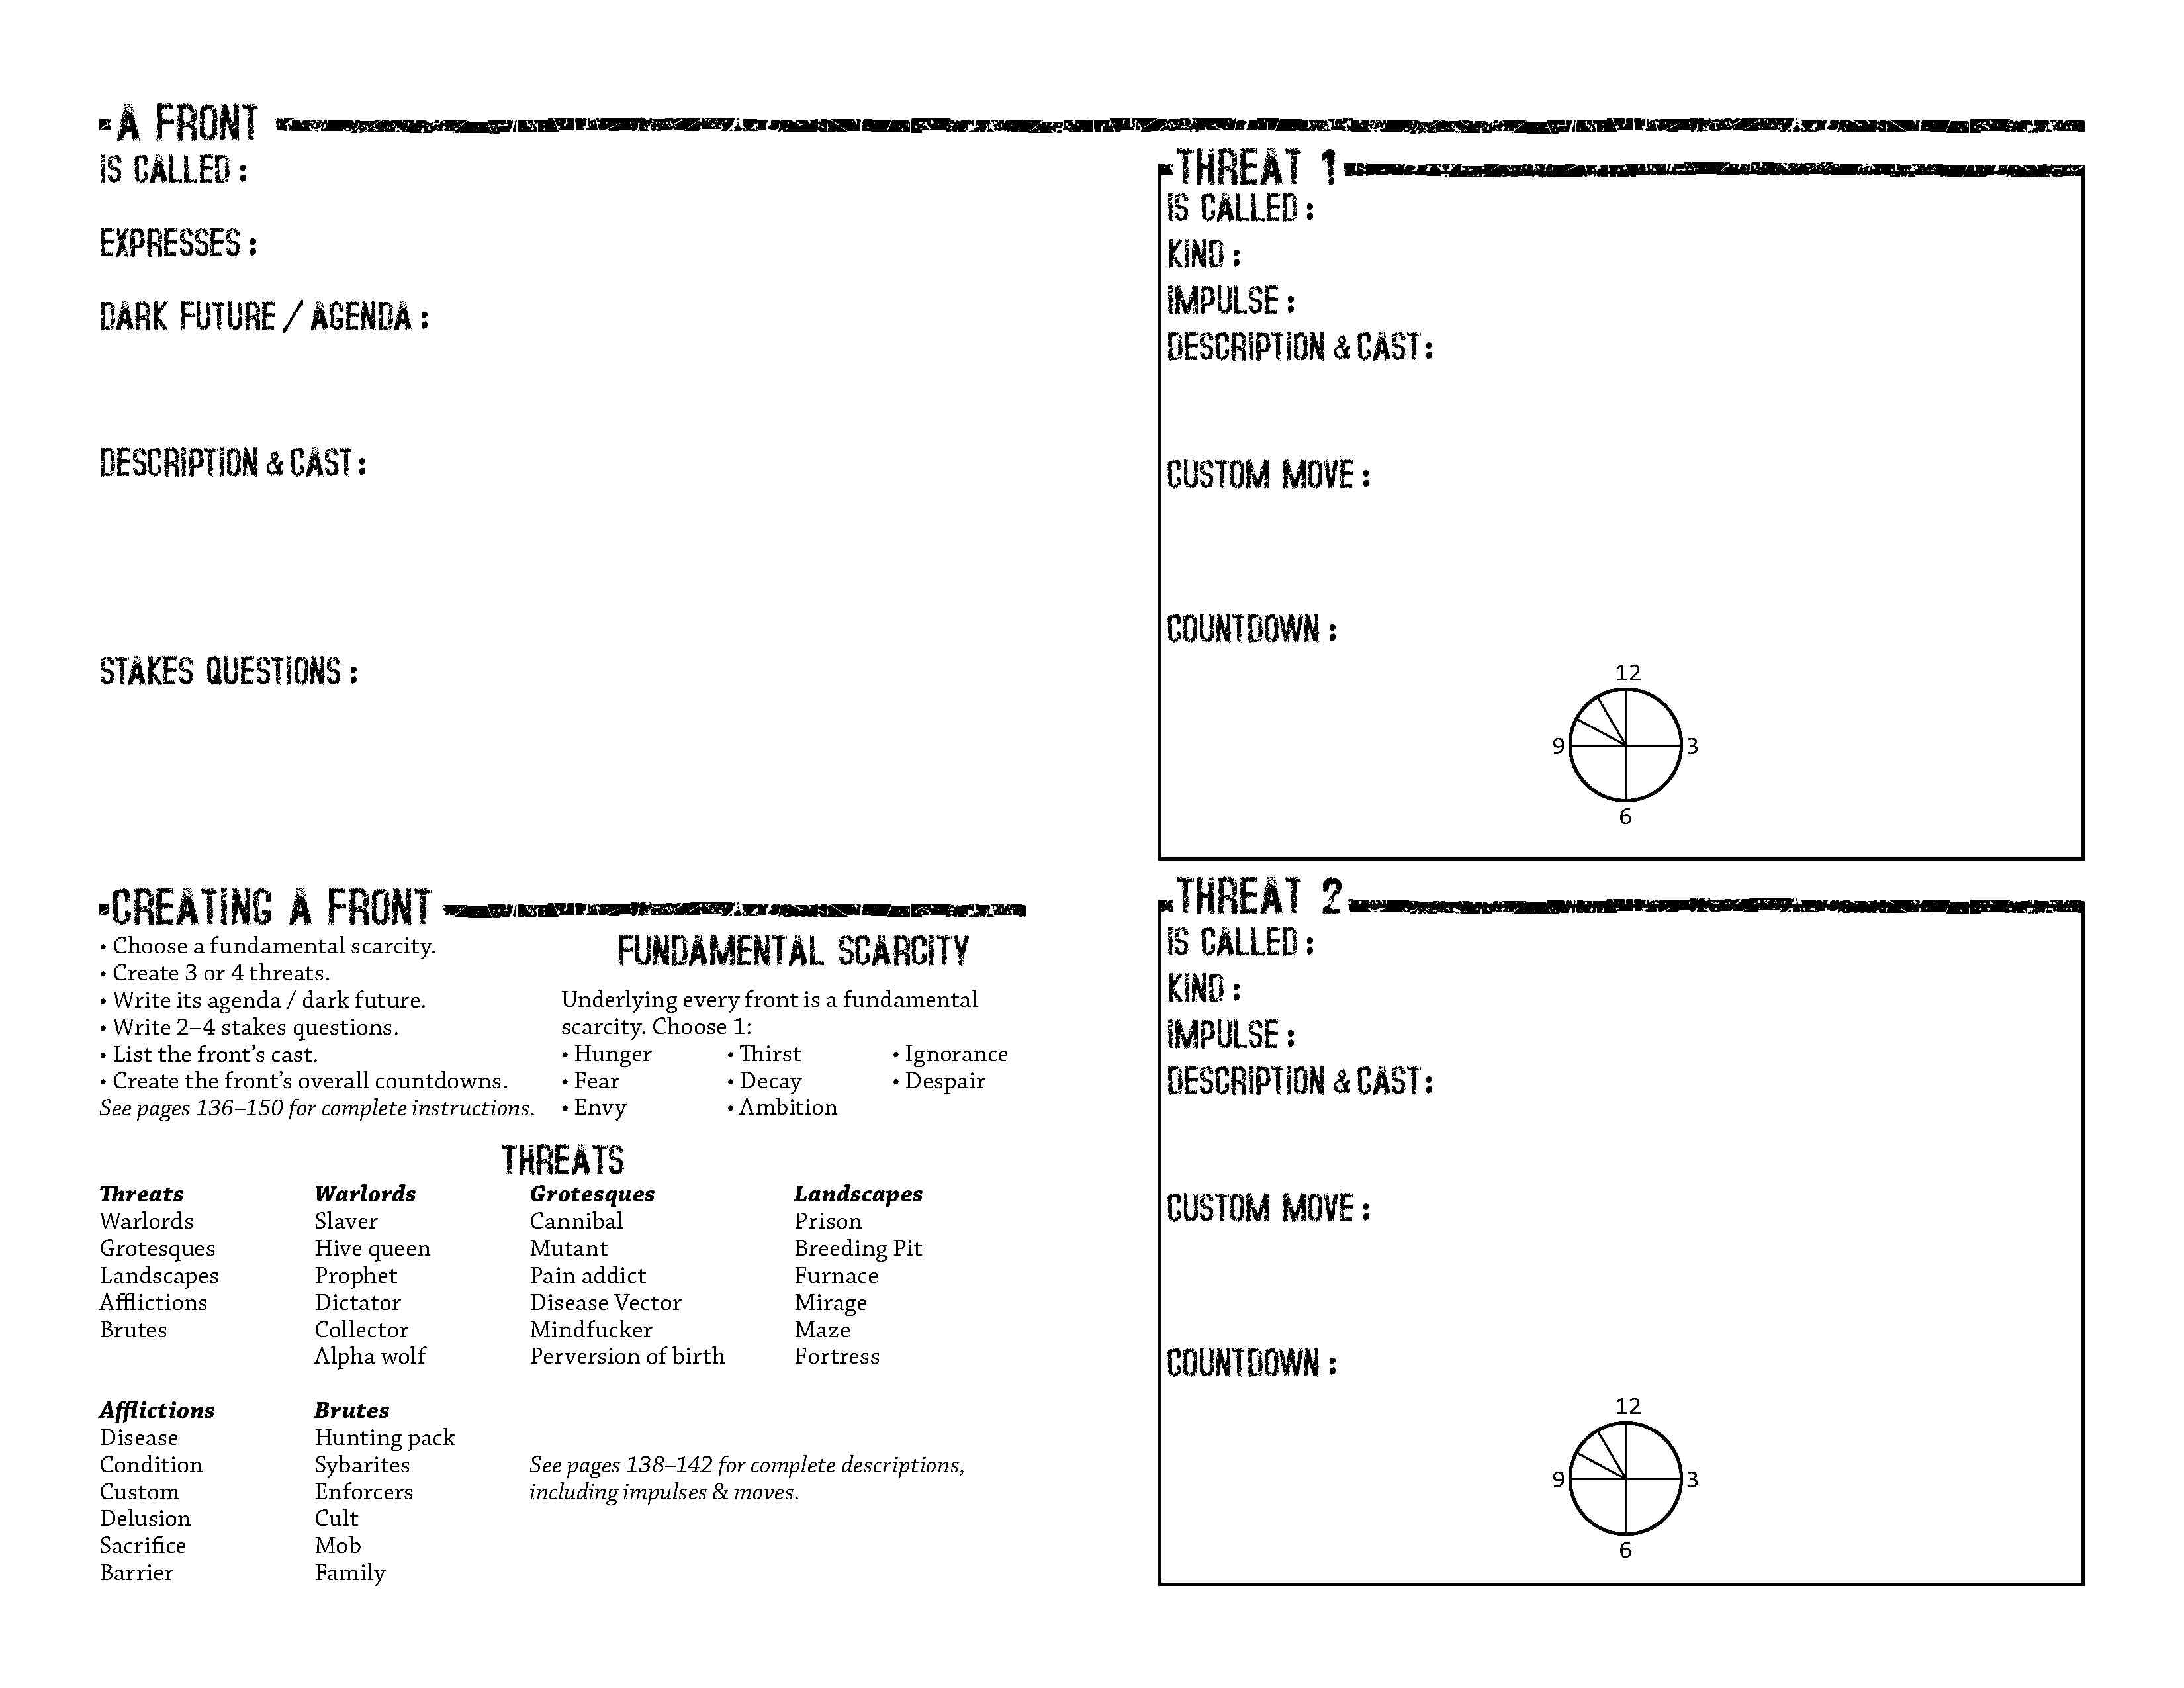 A FRONT
IS CALLED :
EXPRESSES :
DARK FUTURE / AGENDA :
DESCRIPTION & CAST :
STAKES QUESTIONS :
CREATING A FRONT
• Choose a fundamental scarcity.
• Create 3 or 4 threats.
• Write its agenda / dark future.
• Write 2–4 stakes questions.
• List the front’s cast.
• Create the front’s overall countdowns.
See pages 136–150 for complete instructions.
FUNDAMENTAL SCARCITY
Underlying every front is a fundamental
scarcity. Choose 1:
• Hunger • Thirst • Ignorance
• Fear • Decay • Despair
• Envy • Ambition
THREATS
Threats Warlords Grotesques Landscapes
Warlords Slaver Cannibal Prison
Grotesques Hive queen Mutant Breeding Pit
Landscapes Prophet Pain addict Furnace
Afflictions Dictator Disease Vector Mirage
Brutes Collector Mindfucker Maze
Alpha wolf Perversion of birth Fortress
Afflictions Brutes
Disease Hunting pack
Condition Sybarites
Custom Enforcers
Delusion Cult
Sacrifice Mob
Barrier Family
See pages 138–142 for complete descriptions,
including impulses & moves.
THREAT 1
IS CALLED :
KIND :
IMPULSE :
DESCRIPTION & CAST :
CUSTOM MOVE :
COUNTDOWN :
12
9 3
6
THREAT 2
IS CALLED :
KIND :
IMPULSE :
DESCRIPTION & CAST :
CUSTOM MOVE :
COUNTDOWN :
12
9 3
6